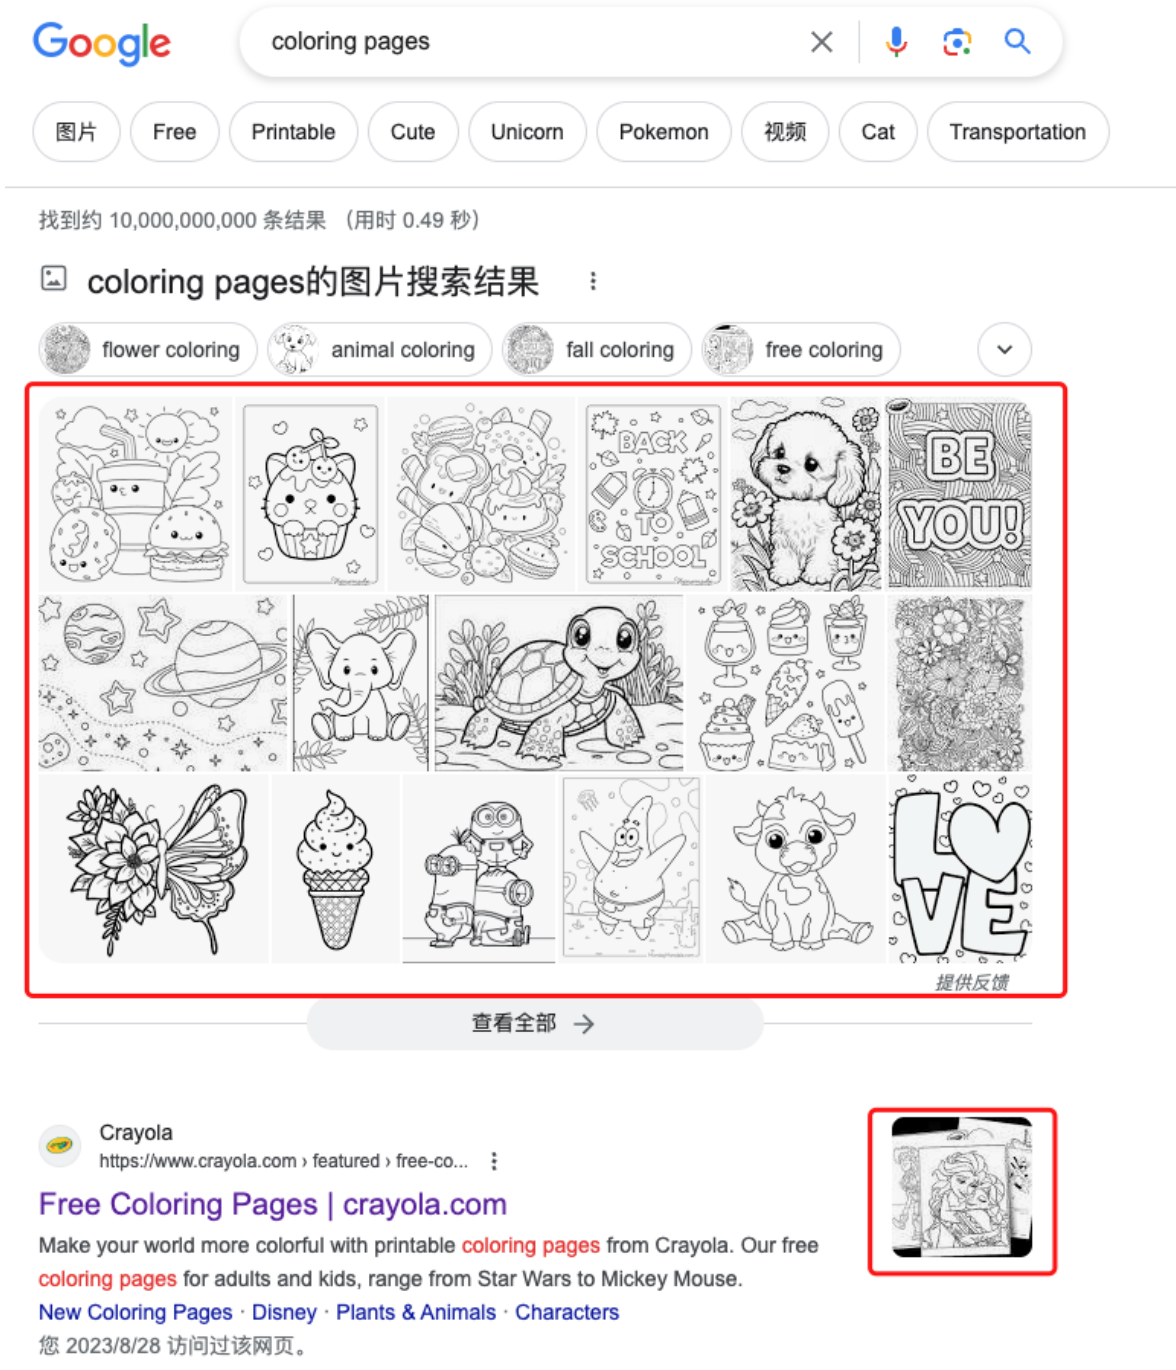 Google
coloring pages
图片 Free Printable Cute Unicorn Pokemon 视频 Cat Transportation
找到约 10,000,000,000 条结果 （用时 0.49 秒）
coloring pages的图片搜索结果
flower coloring animal coloring fall coloring free coloring
BACK
TO
SCHOOL
BE
YOU!
LO
VE
提供反馈
查看全部
Crayola
https://www.crayola.com › featured › free-co...
Free Coloring Pages | crayola.com
Make your world more colorful with printable coloring pages from Crayola. Our free
coloring pages for adults and kids, range from Star Wars to Mickey Mouse.
New Coloring Pages · Disney · Plants & Animals · Characters
您 2023/8/28 访问过该网页。